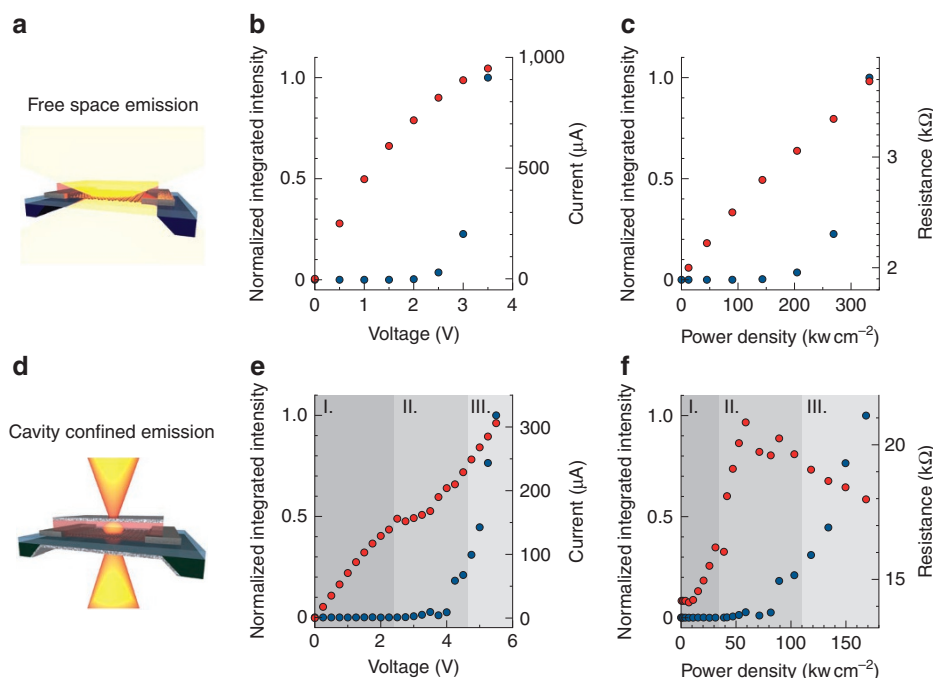 a
Free space emission
b
Normalized integrated intensity
1.0
0.5
0
1,000
500
0
Current (μA)
0 1 2 3 4
Voltage (V)
c
Normalized integrated intensity
1.0
0.5
0
3
2
Resistance (kΩ)
0 100 200 300
Power density (kw cm⁻²)
d
Cavity confined emission
e
I. II. III.
Normalized integrated intensity
1.0
0.5
0
300
200
100
0
Current (μA)
0 2 4 6
Voltage (V)
f
I. II. III.
Normalized integrated intensity
1.0
0.5
0
20
15
Resistance (kΩ)
0 50 100 150
Power density (kw cm⁻²)